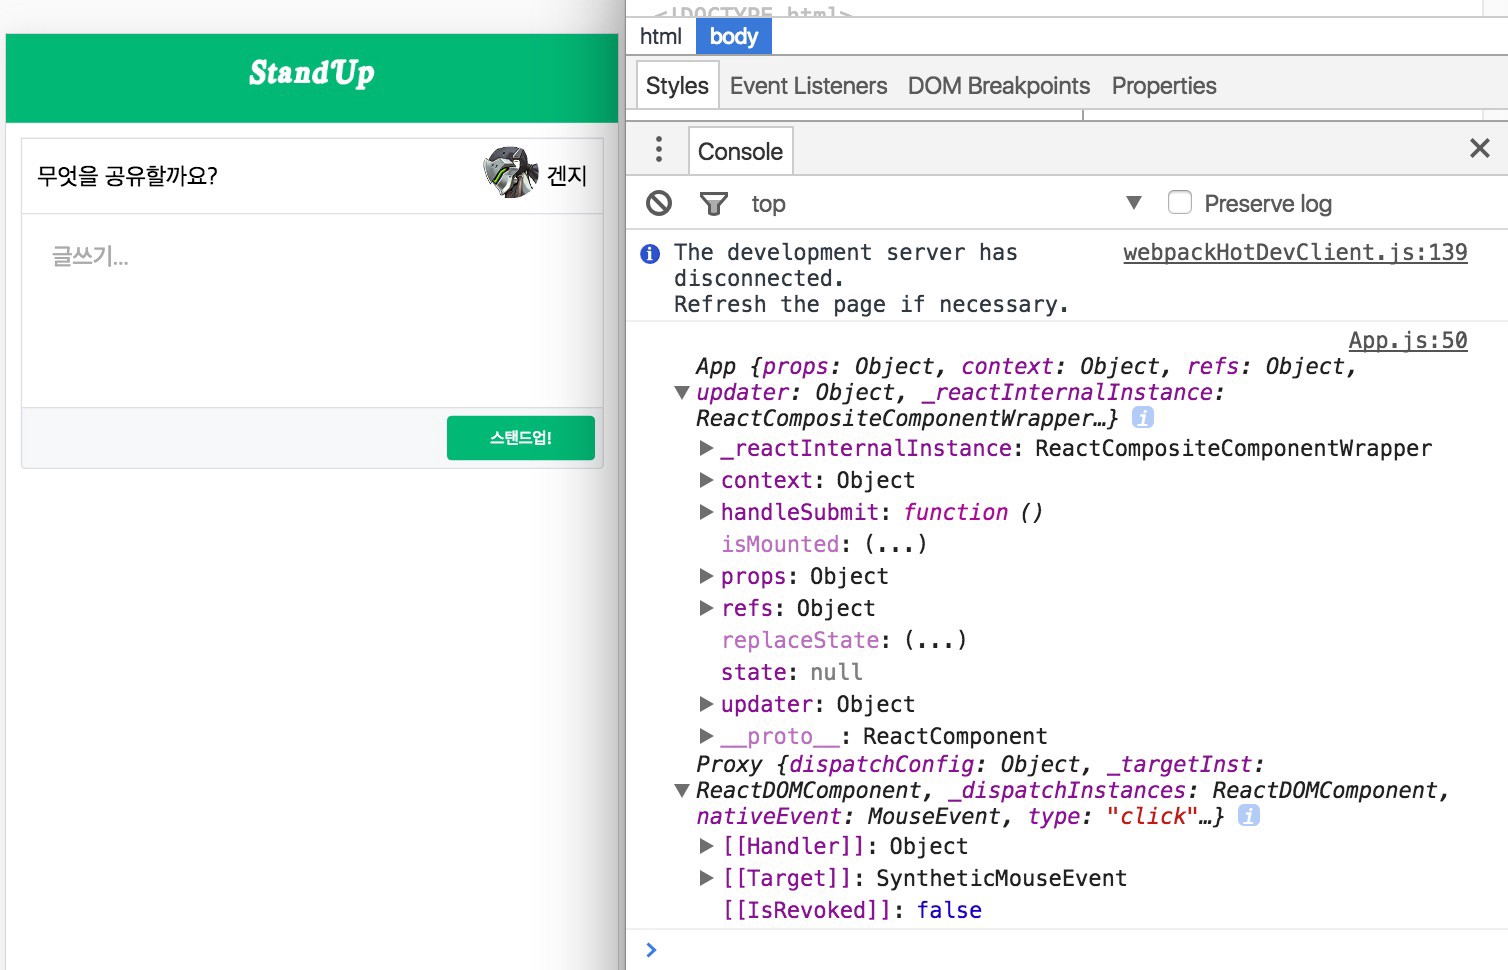 StandUp
무엇을 공유할까요?
겐지
글쓰기...
스탠드업!
<!DOCTYPE html>
html body
Styles Event Listeners DOM Breakpoints Properties
Console
top Preserve log
The development server has webpackHotDevClient.js:139
disconnected.
Refresh the page if necessary.
App.js:50
App {props: Object, context: Object, refs: Object,
updater: Object, _reactInternalInstance:
ReactCompositeComponentWrapper…}
_reactInternalInstance: ReactCompositeComponentWrapper
context: Object
handleSubmit: function ()
isMounted: (...)
props: Object
refs: Object
replaceState: (...)
state: null
updater: Object
__proto__: ReactComponent
Proxy {dispatchConfig: Object, _targetInst:
ReactDOMComponent, _dispatchInstances: ReactDOMComponent,
nativeEvent: MouseEvent, type: "click"…}
[[Handler]]: Object
[[Target]]: SyntheticMouseEvent
[[IsRevoked]]: false